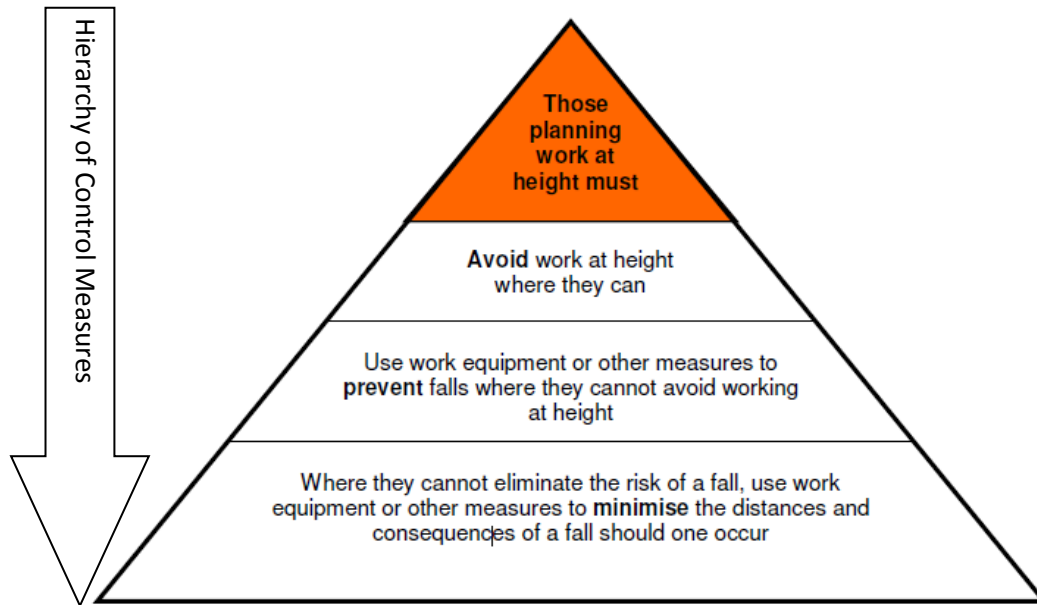 Hierarchy of Control Measures
Those
planning
work at
height must
Avoid work at height
where they can
Use work equipment or other measures to
prevent falls where they cannot avoid working
at height
Where they cannot eliminate the risk of a fall, use work
equipment or other measures to minimise the distances and
consequences of a fall should one occur